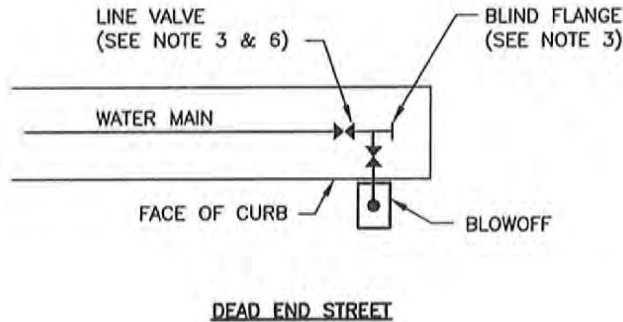 LINE VALVE
(SEE NOTE 3 & 6)
BLIND FLANGE
(SEE NOTE 3)
WATER MAIN
FACE OF CURB
BLOWOFF
DEAD END STREET